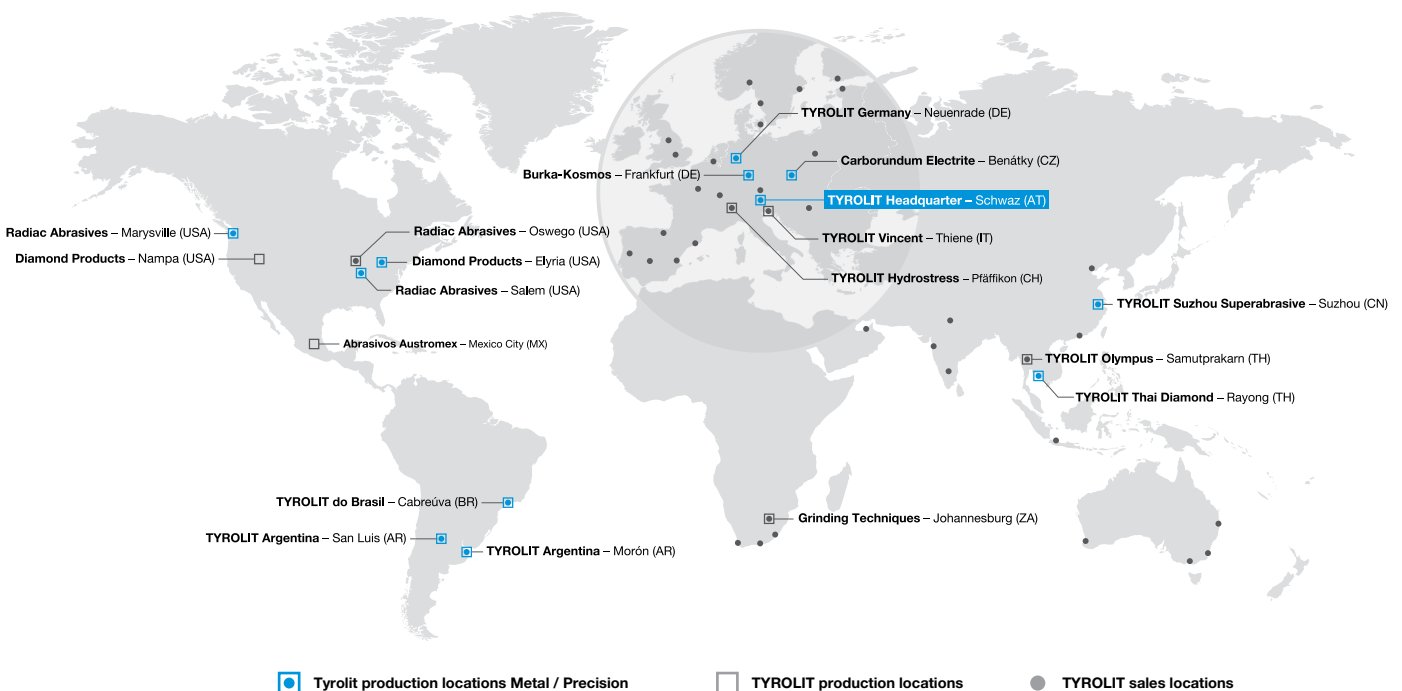 TYROLIT Germany – Neuenrade (DE)
Carborundum Electrite – Benátky (CZ)
Burka-Kosmos – Frankfurt (DE)
TYROLIT Headquarter – Schwaz (AT)
Radiac Abrasives – Marysville (USA)
Radiac Abrasives – Oswego (USA)
TYROLIT Vincent – Thiene (IT)
Diamond Products – Nampa (USA)
Diamond Products – Elyria (USA)
TYROLIT Hydrostress – Pfäffikon (CH)
Radiac Abrasives – Salem (USA)
TYROLIT Suzhou Superabrasive – Suzhou (CN)
Abrasivos Austromex – Mexico City (MX)
TYROLIT Olympus – Samutprakarn (TH)
TYROLIT Thai Diamond – Rayong (TH)
TYROLIT do Brasil – Cabreúva (BR)
Grinding Techniques – Johannesburg (ZA)
TYROLIT Argentina – San Luis (AR)
TYROLIT Argentina – Morón (AR)
Tyrolit production locations Metal / Precision
TYROLIT production locations
TYROLIT sales locations